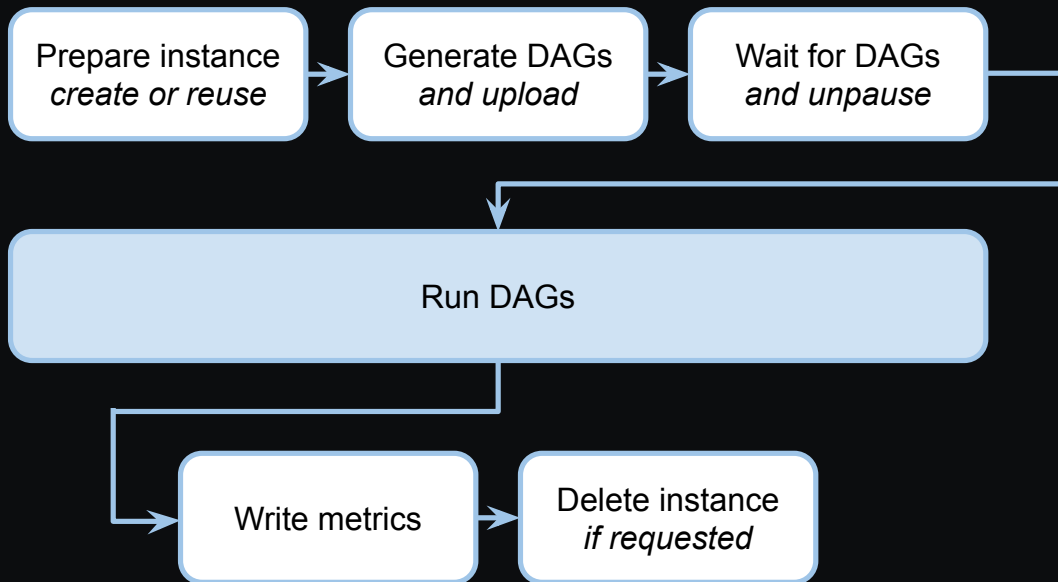 Prepare instance
create or reuse
Generate DAGs
and upload
Wait for DAGs
and unpause
Run DAGs
Write metrics
Delete instance
if requested